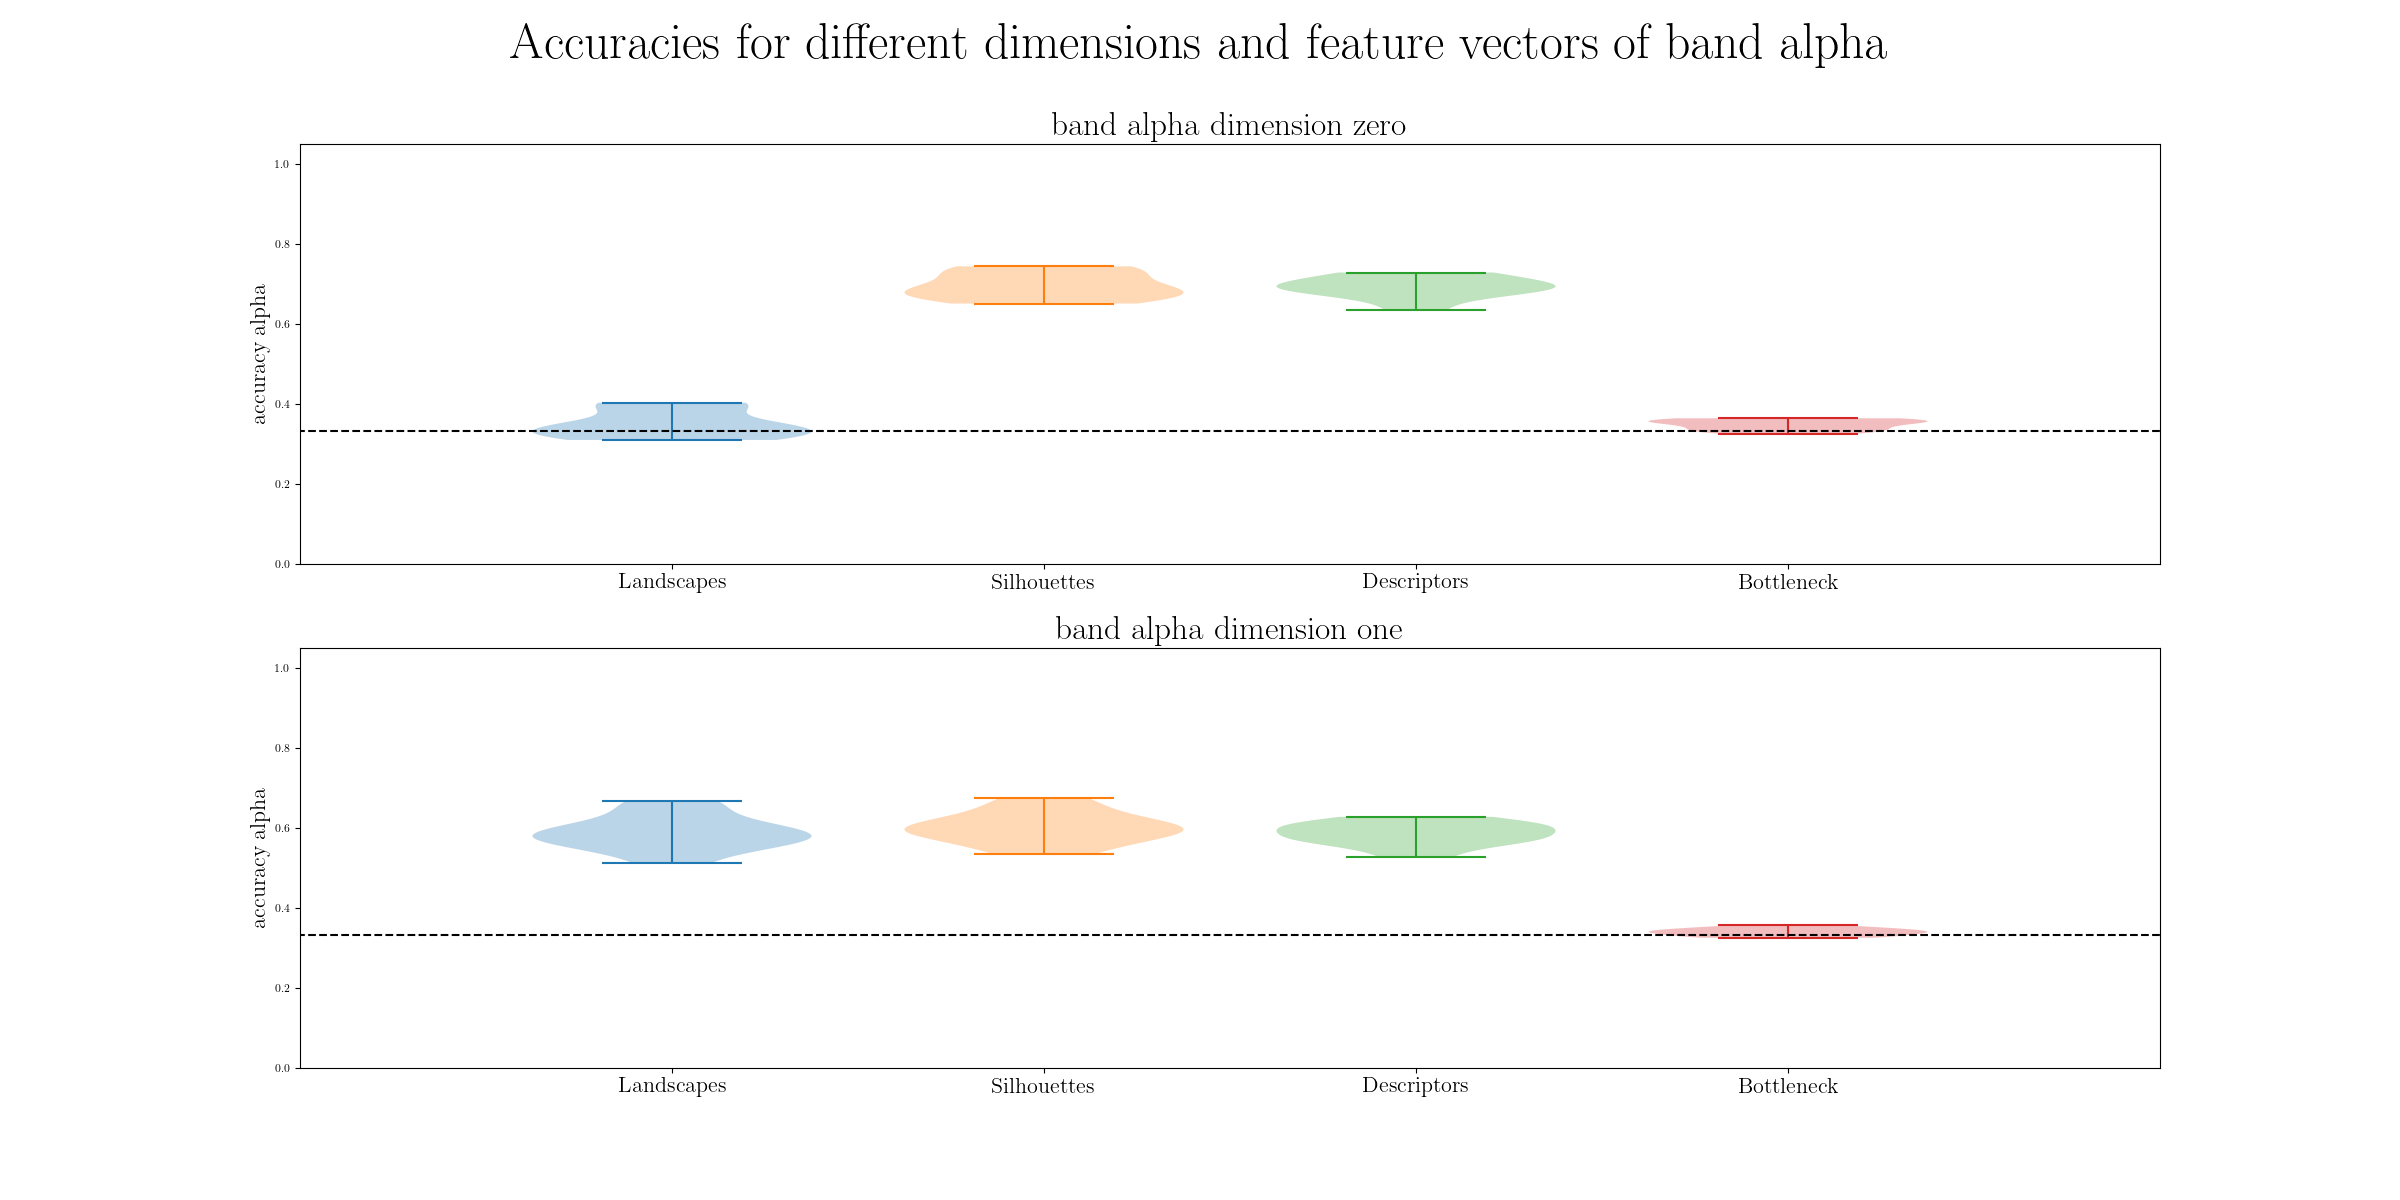 Accuracies for different dimensions and feature vectors of band alpha
band alpha dimension zero
1.0
0.8
0.6
0.4
0.2
0.0
accuracy alpha
Landscapes Silhouettes Descriptors Bottleneck
band alpha dimension one
1.0
0.8
0.6
0.4
0.2
0.0
accuracy alpha
Landscapes Silhouettes Descriptors Bottleneck